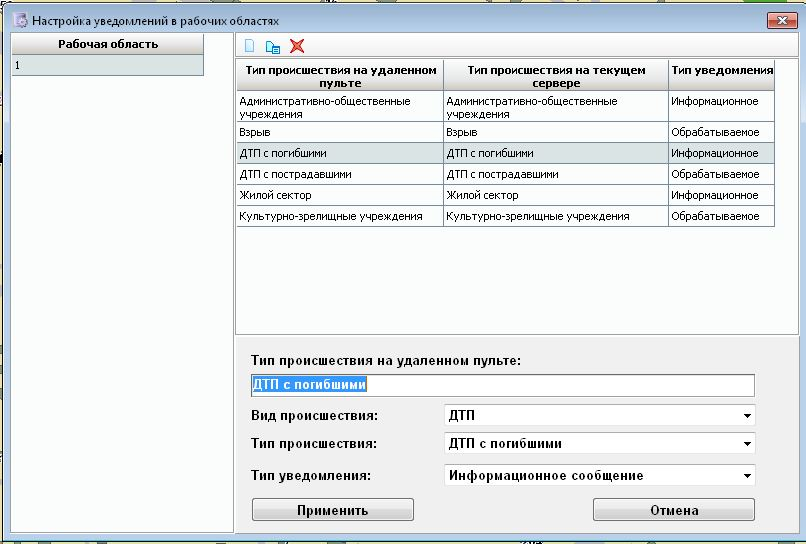 Настройка уведомлений в рабочих областях
Рабочая область
1
Тип происшествия на удаленном пульте
Тип происшествия на текущем сервере
Тип уведомления
Административно-общественные учреждения
Административно-общественные учреждения
Информационное
Взрыв
Взрыв
Обрабатываемое
ДТП с погибшими
ДТП с погибшими
Информационное
ДТП с пострадавшими
ДТП с пострадавшими
Обрабатываемое
Жилой сектор
Жилой сектор
Информационное
Культурно-зрелищные учреждения
Культурно-зрелищные учреждения
Обрабатываемое
Тип происшествия на удаленном пульте:
ДТП с погибшими
Вид происшествия:
ДТП
Тип происшествия:
ДТП с погибшими
Тип уведомления:
Информационное сообщение
Применить
Отмена